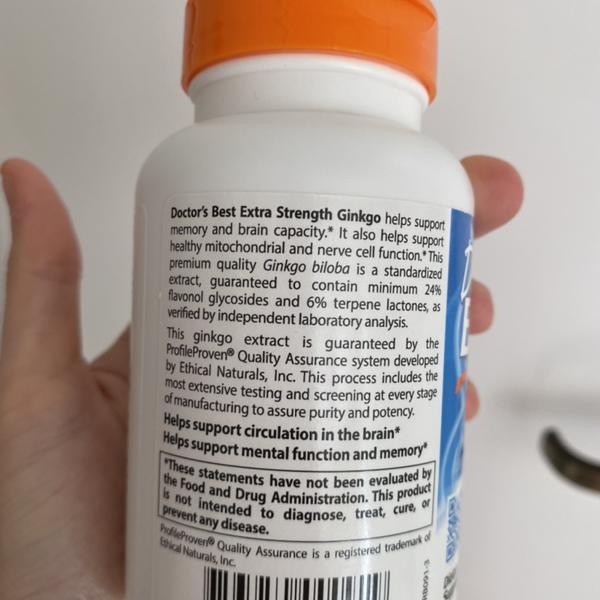 Doctor's Best Extra Strength Ginkgo helps support
memory and brain capacity.* It also helps support
healthy mitochondrial and nerve cell function.* This
premium quality Ginkgo biloba is a standardized
extract, guaranteed to contain minimum 24%
flavonol glycosides and 6% terpene lactones, as
verified by independent laboratory analysis.
This ginkgo extract is guaranteed by the
ProfileProven® Quality Assurance system developed
by Ethical Naturals, Inc. This process includes the
most extensive testing and screening at every stage
of manufacturing to assure purity and potency.
Helps support circulation in the brain*
Helps support mental function and memory*
*These statements have not been evaluated by
the Food and Drug Administration. This product
is not intended to diagnose, treat, cure, or
prevent any disease.
ProfileProven® Quality Assurance is a registered trademark of
Ethical Naturals, Inc.
RB091-3